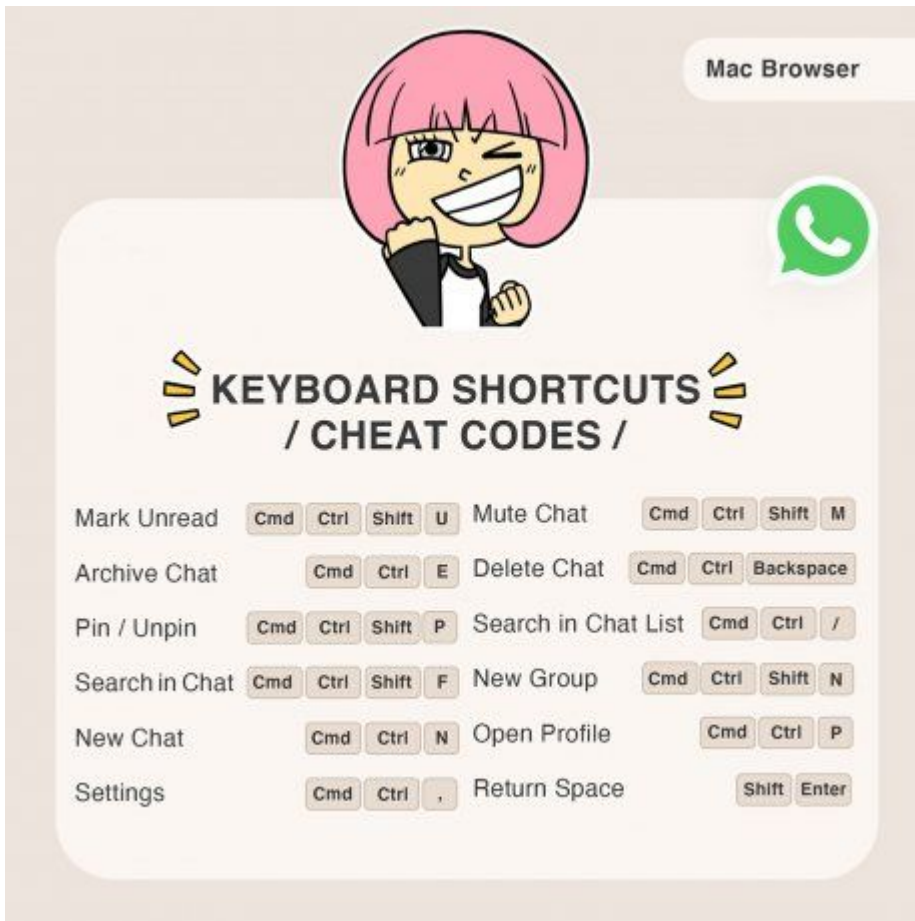 Mac Browser
KEYBOARD SHORTCUTS
/ CHEAT CODES /
Mark Unread Cmd Ctrl Shift U
Archive Chat Cmd Ctrl E
Pin / Unpin Cmd Ctrl Shift P
Search in Chat Cmd Ctrl Shift F
New Chat Cmd Ctrl N
Settings Cmd Ctrl ,
Mute Chat Cmd Ctrl Shift M
Delete Chat Cmd Ctrl Backspace
Search in Chat List Cmd Ctrl /
New Group Cmd Ctrl Shift N
Open Profile Cmd Ctrl P
Return Space Shift Enter